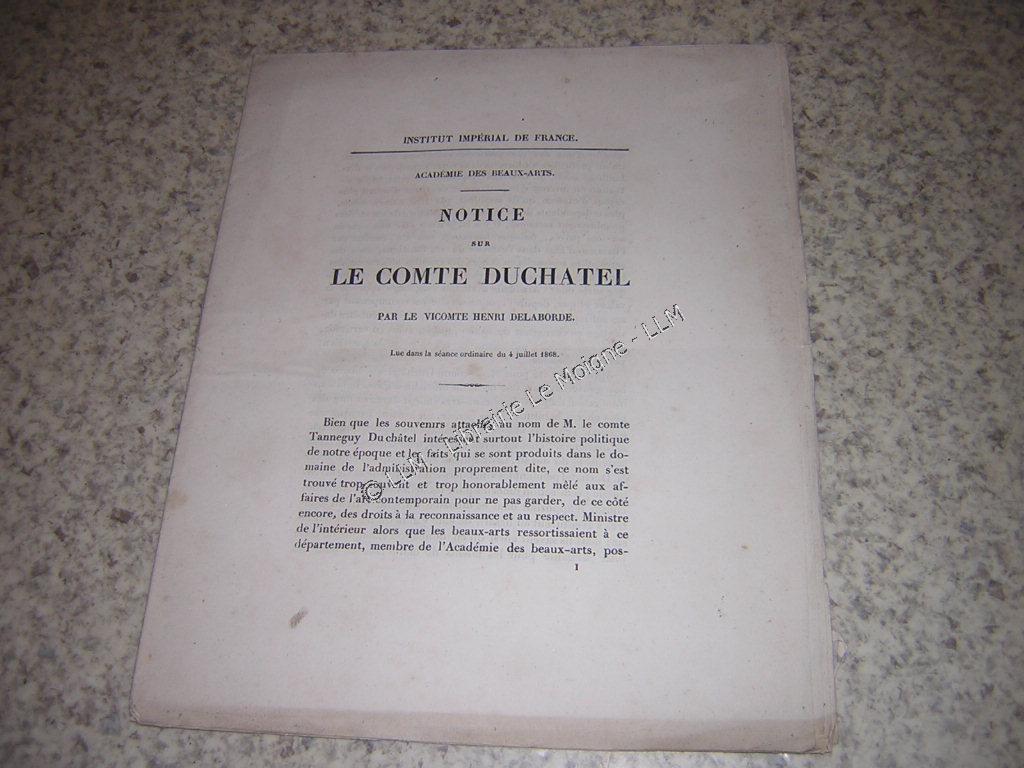 INSTITUT IMPÉRIAL DE FRANCE.
ACADÉMIE DES BEAUX-ARTS.
NOTICE
SUR
LE COMTE DUCHATEL
PAR LE VICOMTE HENRI DELABORDE.
Lue dans la séance ordinaire du 4 juillet 1868.
Bien que les souvenirs au nom de M. le comte
Tanneguy Duchâtel surtout l'histoire politique
de notre époque et les faits qui se sont produits dans le do-
maine de l'administration proprement dite, ce nom s'est
trouvé trop souvent et trop honorablement mêlé aux af-
faires de l'art contemporain pour ne pas garder, de ce côté
encore, des droits à la reconnaissance et au respect. Ministre
de l'intérieur alors que les beaux-arts ressortissaient à ce
département, membre de l'Académie des beaux-arts, pos-
1
© LLM - Librairie Le Moigne - LLM